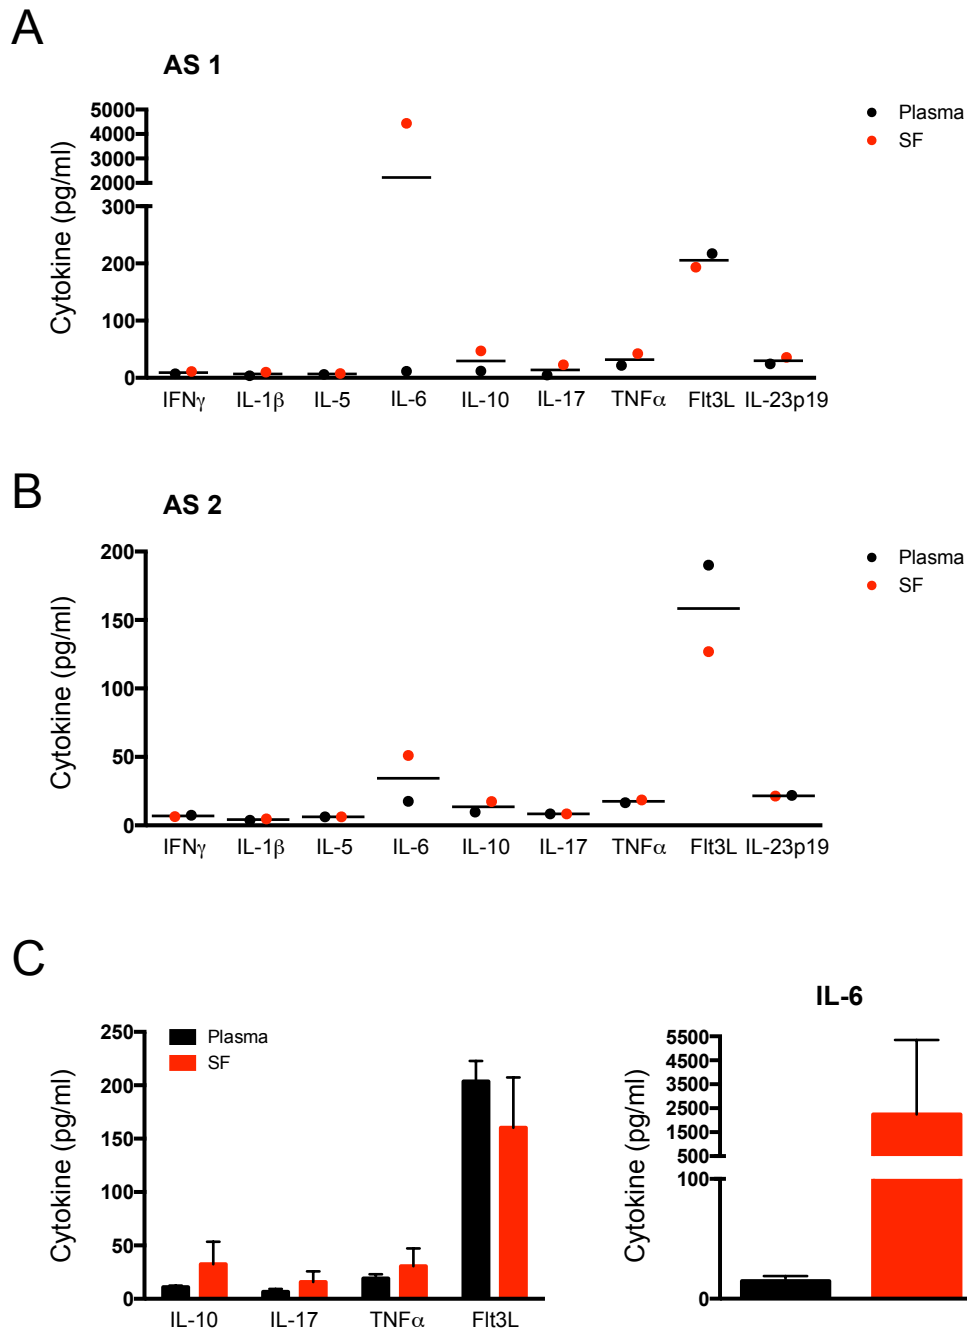 A
AS 1
5000
4000
3000
2000
300
200
100
0
Cytokine (pg/ml)
Plasma
SF
IFNγ IL-1β IL-5 IL-6 IL-10 IL-17 TNFα Flt3L IL-23p19
B
AS 2
200
150
100
50
0
Cytokine (pg/ml)
Plasma
SF
IFNγ IL-1β IL-5 IL-6 IL-10 IL-17 TNFα Flt3L IL-23p19
C
250
200
150
100
50
0
Cytokine (pg/ml)
Plasma
SF
IL-10 IL-17 TNFα Flt3L
IL-6
5500
4500
3500
2500
1500
500
100
0
Cytokine (pg/ml)